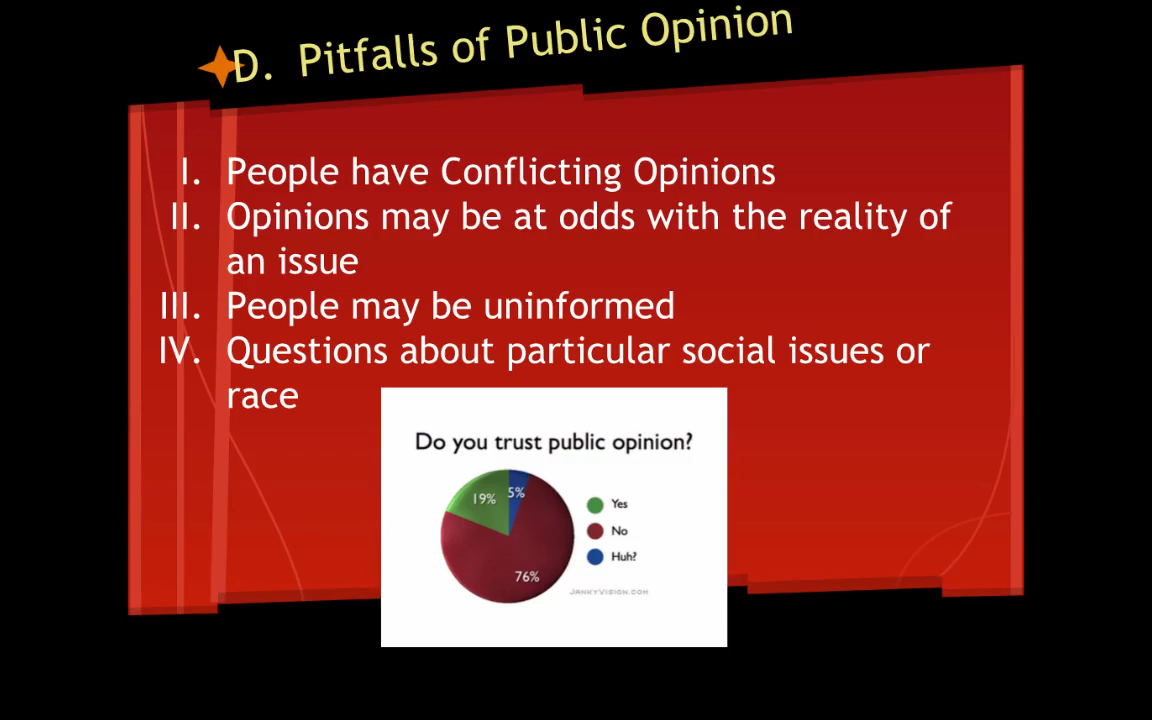 D. Pitfalls of Public Opinion
I. People have Conflicting Opinions
II. Opinions may be at odds with the reality of
an issue
III. People may be uninformed
IV. Questions about particular social issues or
race
Do you trust public opinion?
19% 5%
76%
Yes
No
Huh?
JANKYVISION.COM